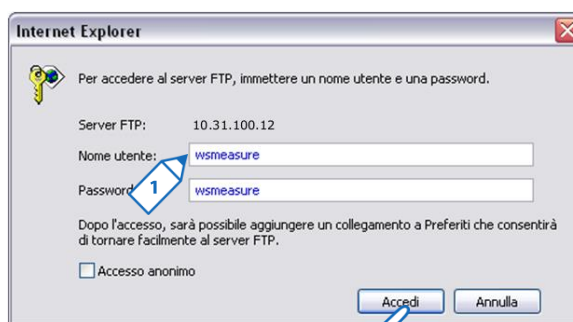 Internet Explorer
Per accedere al server FTP, immettere un nome utente e una password.
Server FTP: 10.31.100.12
Nome utente: wsmeasure
1
Password wsmeasure
Dopo l'accesso, sarà possibile aggiungere un collegamento a Preferiti che consentirà
di tornare facilmente al server FTP.
Accesso anonimo
Accedi Annulla